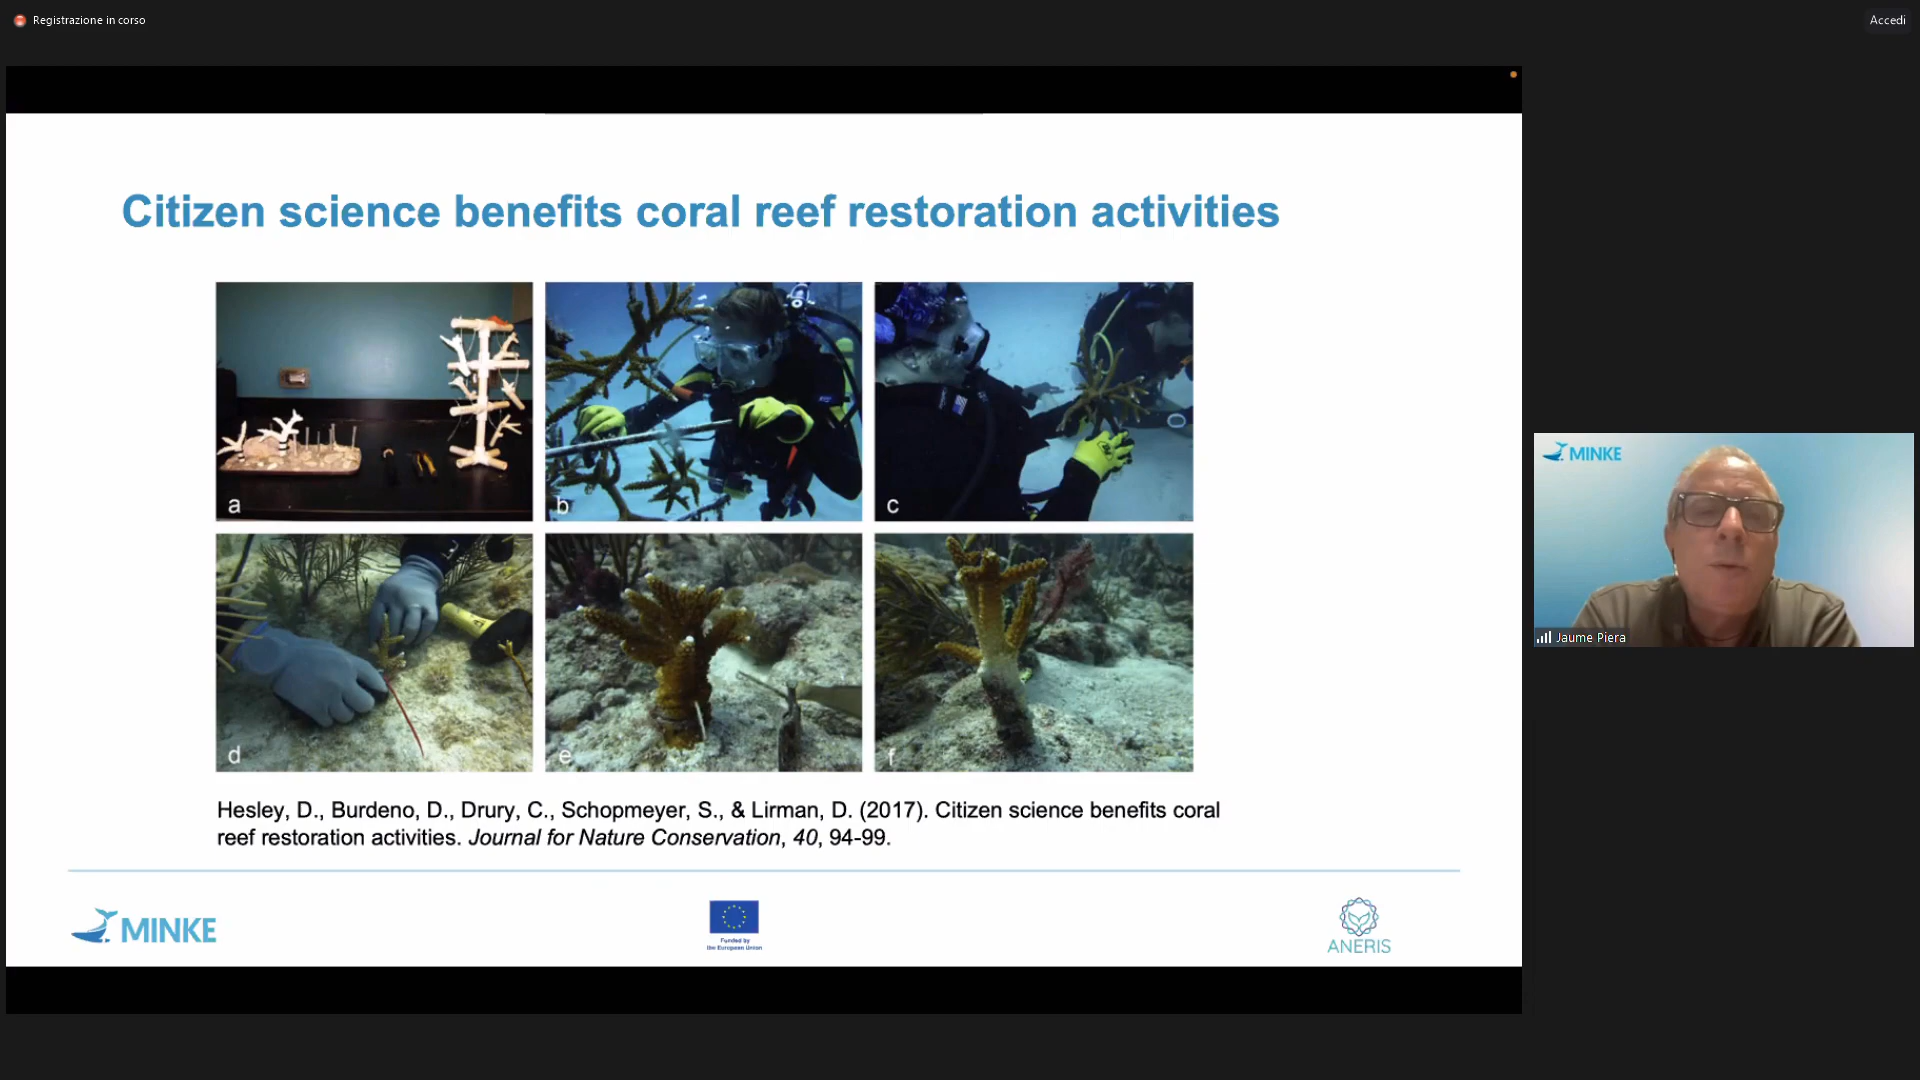 Registrazione in corso
Accedi
Citizen science benefits coral reef restoration activities
a
b
c
d
e
f
Hesley, D., Burdeno, D., Drury, C., Schopmeyer, S., & Lirman, D. (2017). Citizen science benefits coral
reef restoration activities. Journal for Nature Conservation, 40, 94-99.
MINKE
Funded by
the European Union
ANERIS
MINKE
Jaume Piera